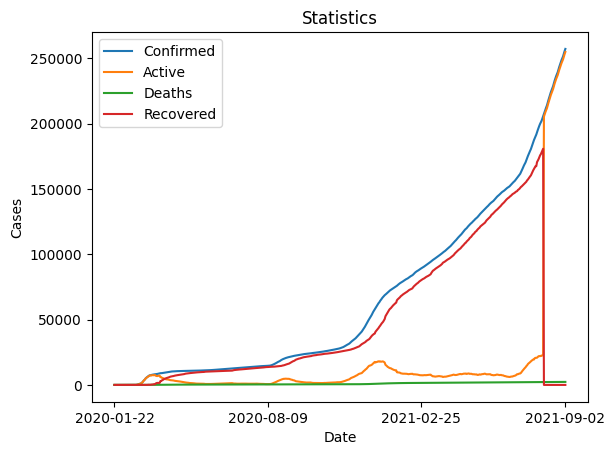 Statistics
Confirmed
Active
Deaths
Recovered
250000
200000
150000
100000
50000
0
Cases
2020-01-22 2020-08-09 2021-02-25 2021-09-02
Date